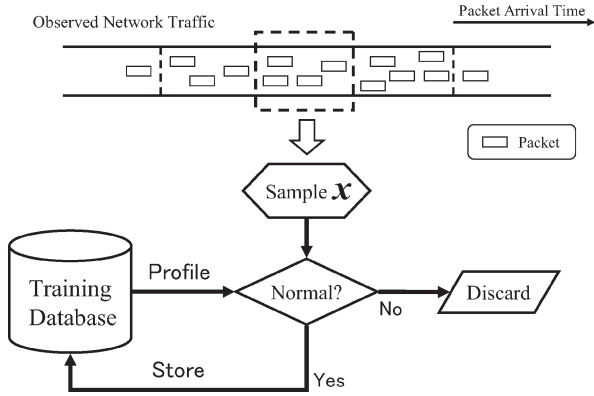 Observed Network Traffic
Packet Arrival Time
Packet
Sample x
Training
Database
Profile
Normal?
No
Discard
Store
Yes